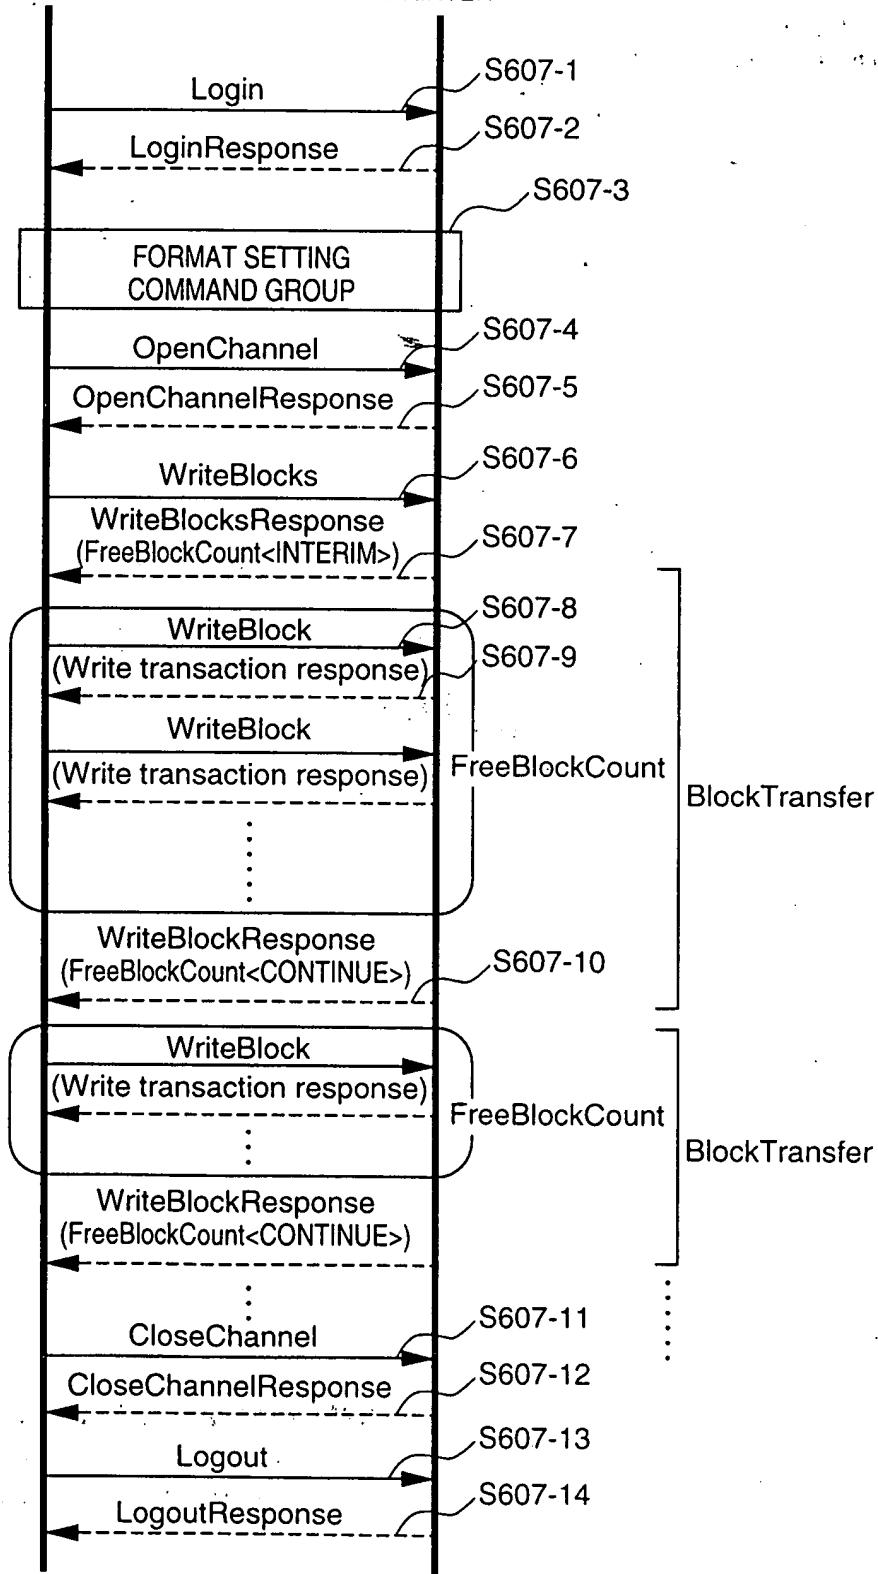 Login
S607-1
LoginResponse
S607-2
S607-3
FORMAT SETTING
COMMAND GROUP
OpenChannel
S607-4
OpenChannelResponse
S607-5
WriteBlocks
S607-6
WriteBlocksResponse
(FreeBlockCount<INTERIM>)
S607-7
WriteBlock
S607-8
(Write transaction response)
S607-9
WriteBlock
(Write transaction response)
FreeBlockCount
BlockTransfer
WriteBlockResponse
(FreeBlockCount<CONTINUE>)
S607-10
WriteBlock
(Write transaction response)
FreeBlockCount
BlockTransfer
WriteBlockResponse
(FreeBlockCount<CONTINUE>)
CloseChannel
S607-11
CloseChannelResponse
S607-12
Logout
S607-13
LogoutResponse
S607-14